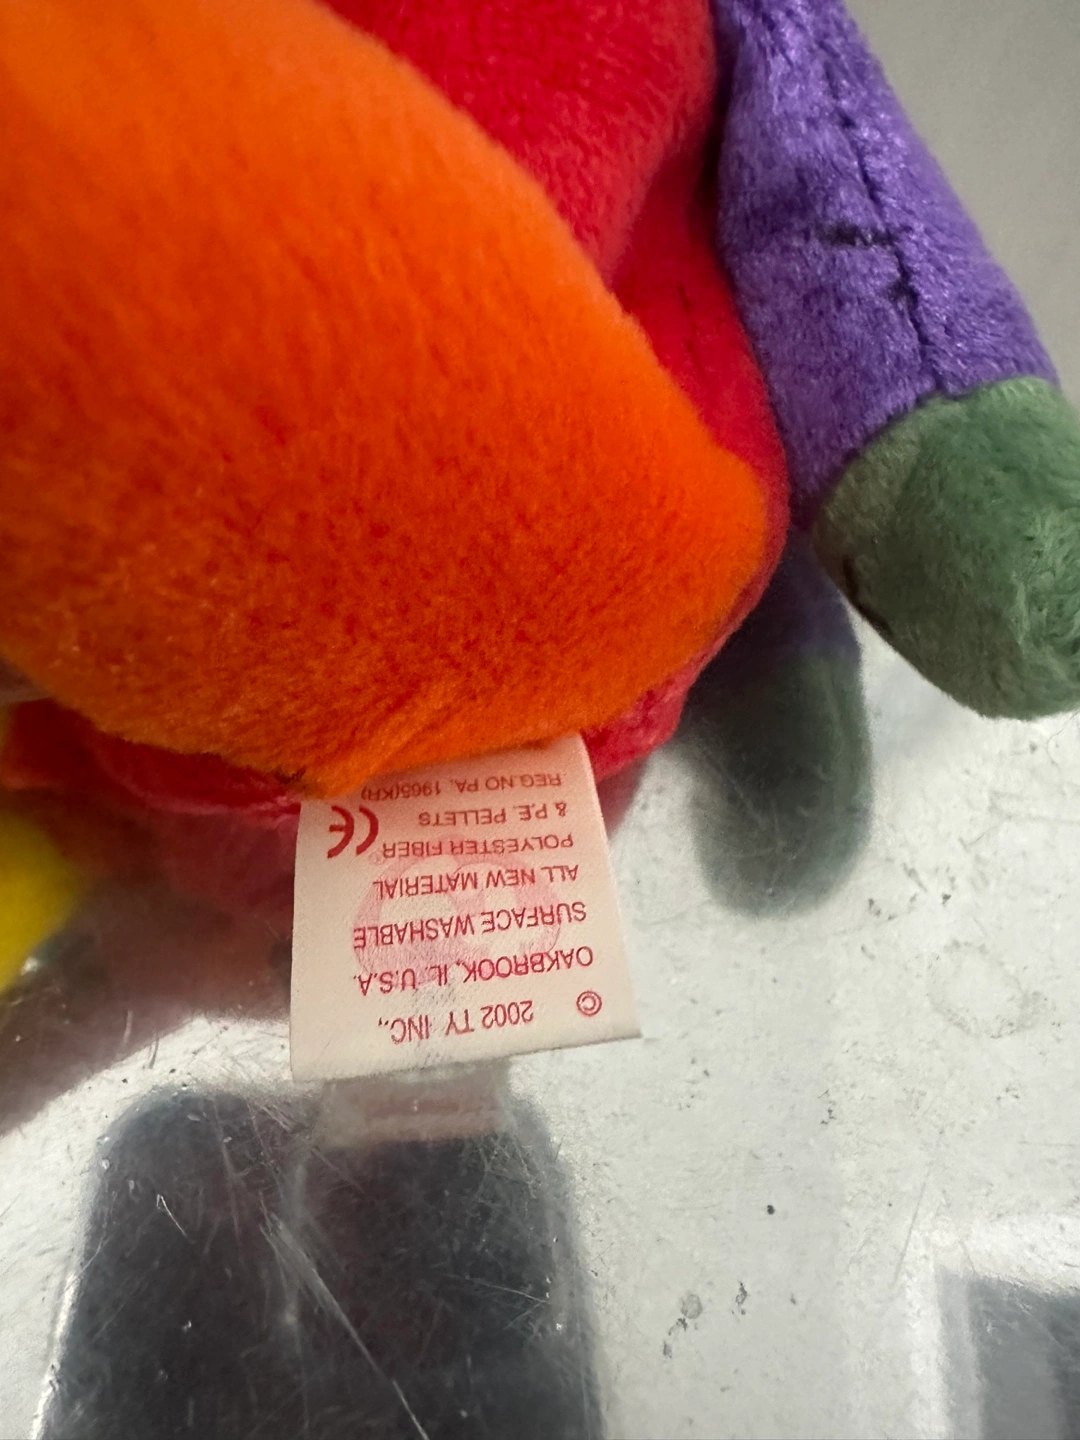 © 2002 TY INC.,
OAKBROOK, IL. U.S.A.
SURFACE WASHABLE
ALL NEW MATERIAL
POLYESTER FIBER
& P.E. PELLETS CE
REG.NO PA. 1965(KR)